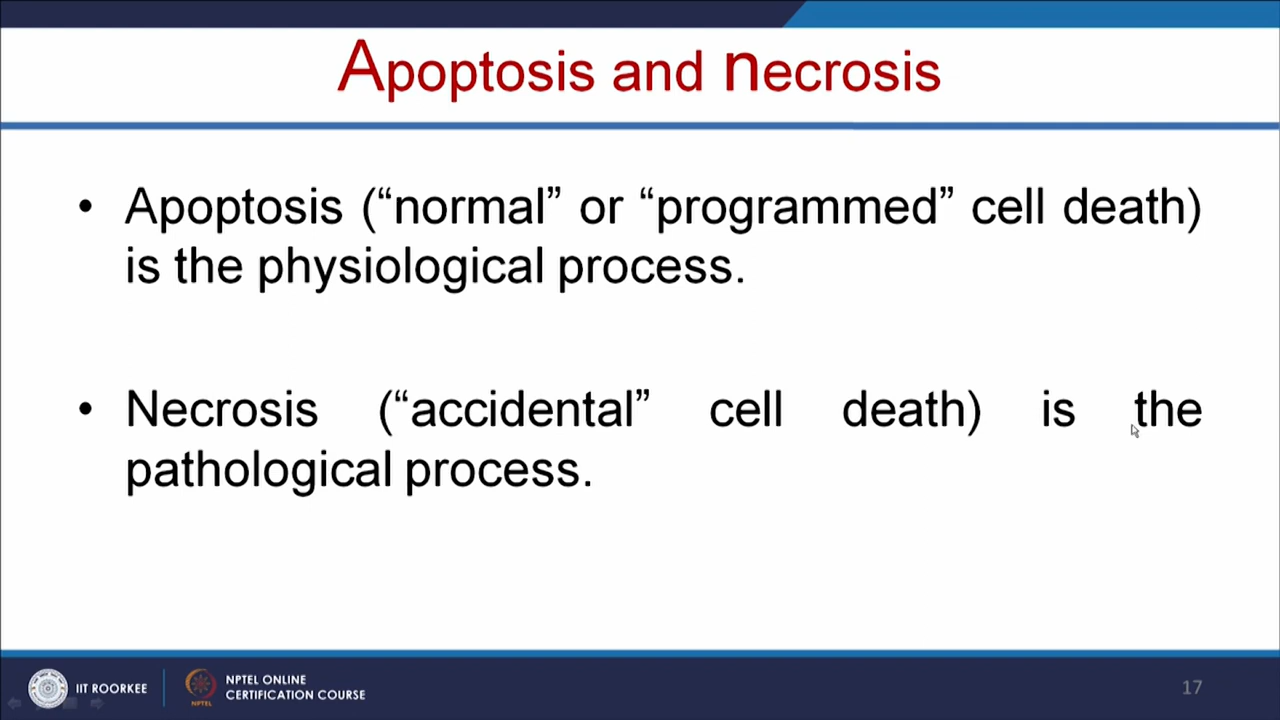 Apoptosis and necrosis
• Apoptosis (“normal” or “programmed” cell death)
is the physiological process.
• Necrosis (“accidental” cell death) is the
pathological process.
IIT ROORKEE
NPTEL
NPTEL ONLINE
CERTIFICATION COURSE
17